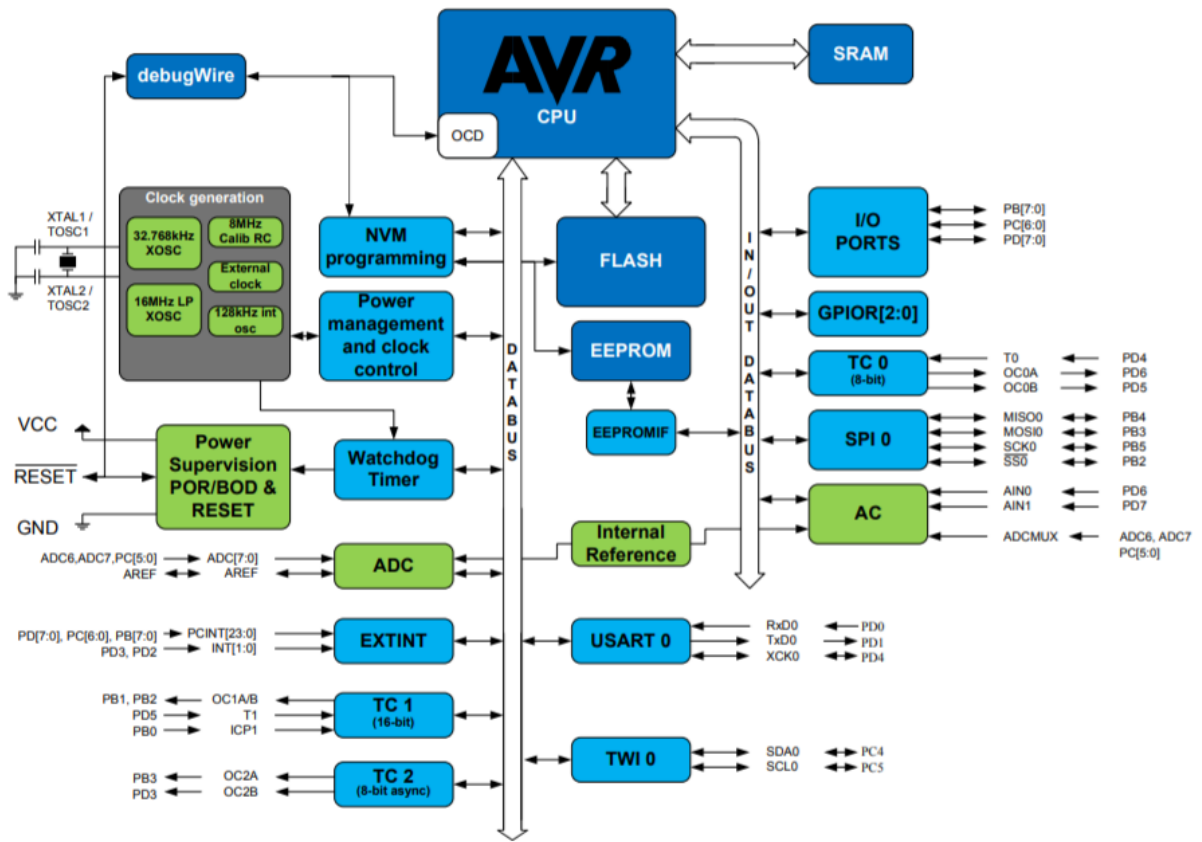 AVR
CPU
OCD
SRAM
debugWire
Clock generation
XTAL1 /
TOSC1
32.768kHz
XOSC
8MHz
Calib RC
External
clock
16MHz LP
XOSC
128kHz int
osc
XTAL2 /
TOSC2
NVM
programming
Power
management
and clock
control
FLASH
EEPROM
EEPROMIF
DATABUS
IN/OUT DATABUS
I/O
PORTS
PB[7:0]
PC[6:0]
PD[7:0]
GPIOR[2:0]
TC 0
(8-bit)
T0 PD4
OC0A PD6
OC0B PD5
SPI 0
MISO0 PB4
MOSI0 PB3
SCK0 PB5
SS0 PB2
AC
AIN0 PD6
AIN1 PD7
ADCMUX ADC6, ADC7
PC[5:0]
VCC
RESET
GND
Power
Supervision
POR/BOD &
RESET
Watchdog
Timer
Internal
Reference
ADC6,ADC7,PC[5:0] ADC[7:0]
AREF AREF
ADC
PD[7:0], PC[6:0], PB[7:0] PCINT[23:0]
PD3, PD2 INT[1:0]
EXTINT
USART 0
RxD0 PD0
TxD0 PD1
XCK0 PD4
PB1, PB2 OC1A/B
PD5 T1
PB0 ICP1
TC 1
(16-bit)
TWI 0
SDA0 PC4
SCL0 PC5
PB3 OC2A
PD3 OC2B
TC 2
(8-bit async)